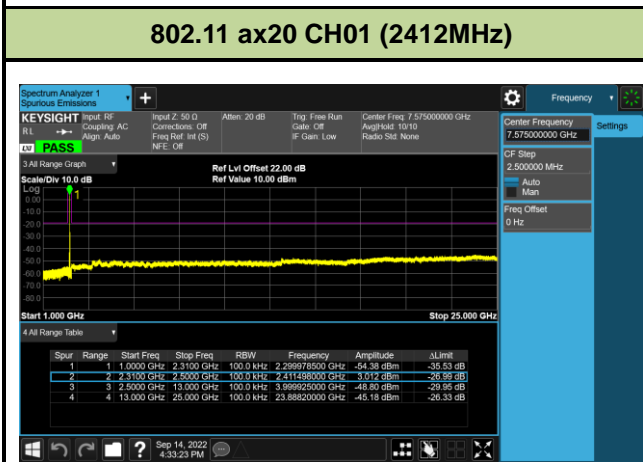 802.11 ax20 CH01 (2412MHz)
Spectrum Analyzer 1
Spurious Emissions
Frequency
KEYSIGHT
RL
LXI
PASS
Input: RF
Coupling: AC
Align: Auto
Input Z: 50 Ω
Corrections: Off
Freq Ref: Int (S)
NFE: Off
Atten: 20 dB
Trig: Free Run
Gate: Off
IF Gain: Low
Center Freq: 7.575000000 GHz
Avg|Hold: 10/10
Radio Std: None
Center Frequency
7.575000000 GHz
Settings
CF Step
2.500000 MHz
Auto
Man
Freq Offset
0 Hz
3 All Range Graph
Scale/Div 10.0 dB
Ref Lvl Offset 22.00 dB
Ref Value 10.00 dBm
Log
1
0.00
-10.0
-20.0
-30.0
-40.0
-50.0
-60.0
-70.0
-80.0
Start 1.000 GHz
Stop 25.000 GHz
4 All Range Table
Spur Range Start Freq Stop Freq RBW Frequency Amplitude ΔLimit
1 1 1.0000 GHz 2.3100 GHz 100.0 kHz 2.299978500 GHz -54.38 dBm -35.53 dB
2 2 2.3100 GHz 2.5000 GHz 100.0 kHz 2.411498000 GHz 3.012 dBm -26.99 dB
3 3 2.5000 GHz 13.000 GHz 100.0 kHz 3.999925000 GHz -48.80 dBm -29.95 dB
4 4 13.000 GHz 25.000 GHz 100.0 kHz 23.88820000 GHz -45.18 dBm -26.33 dB
Sep 14, 2022
4:33:23 PM